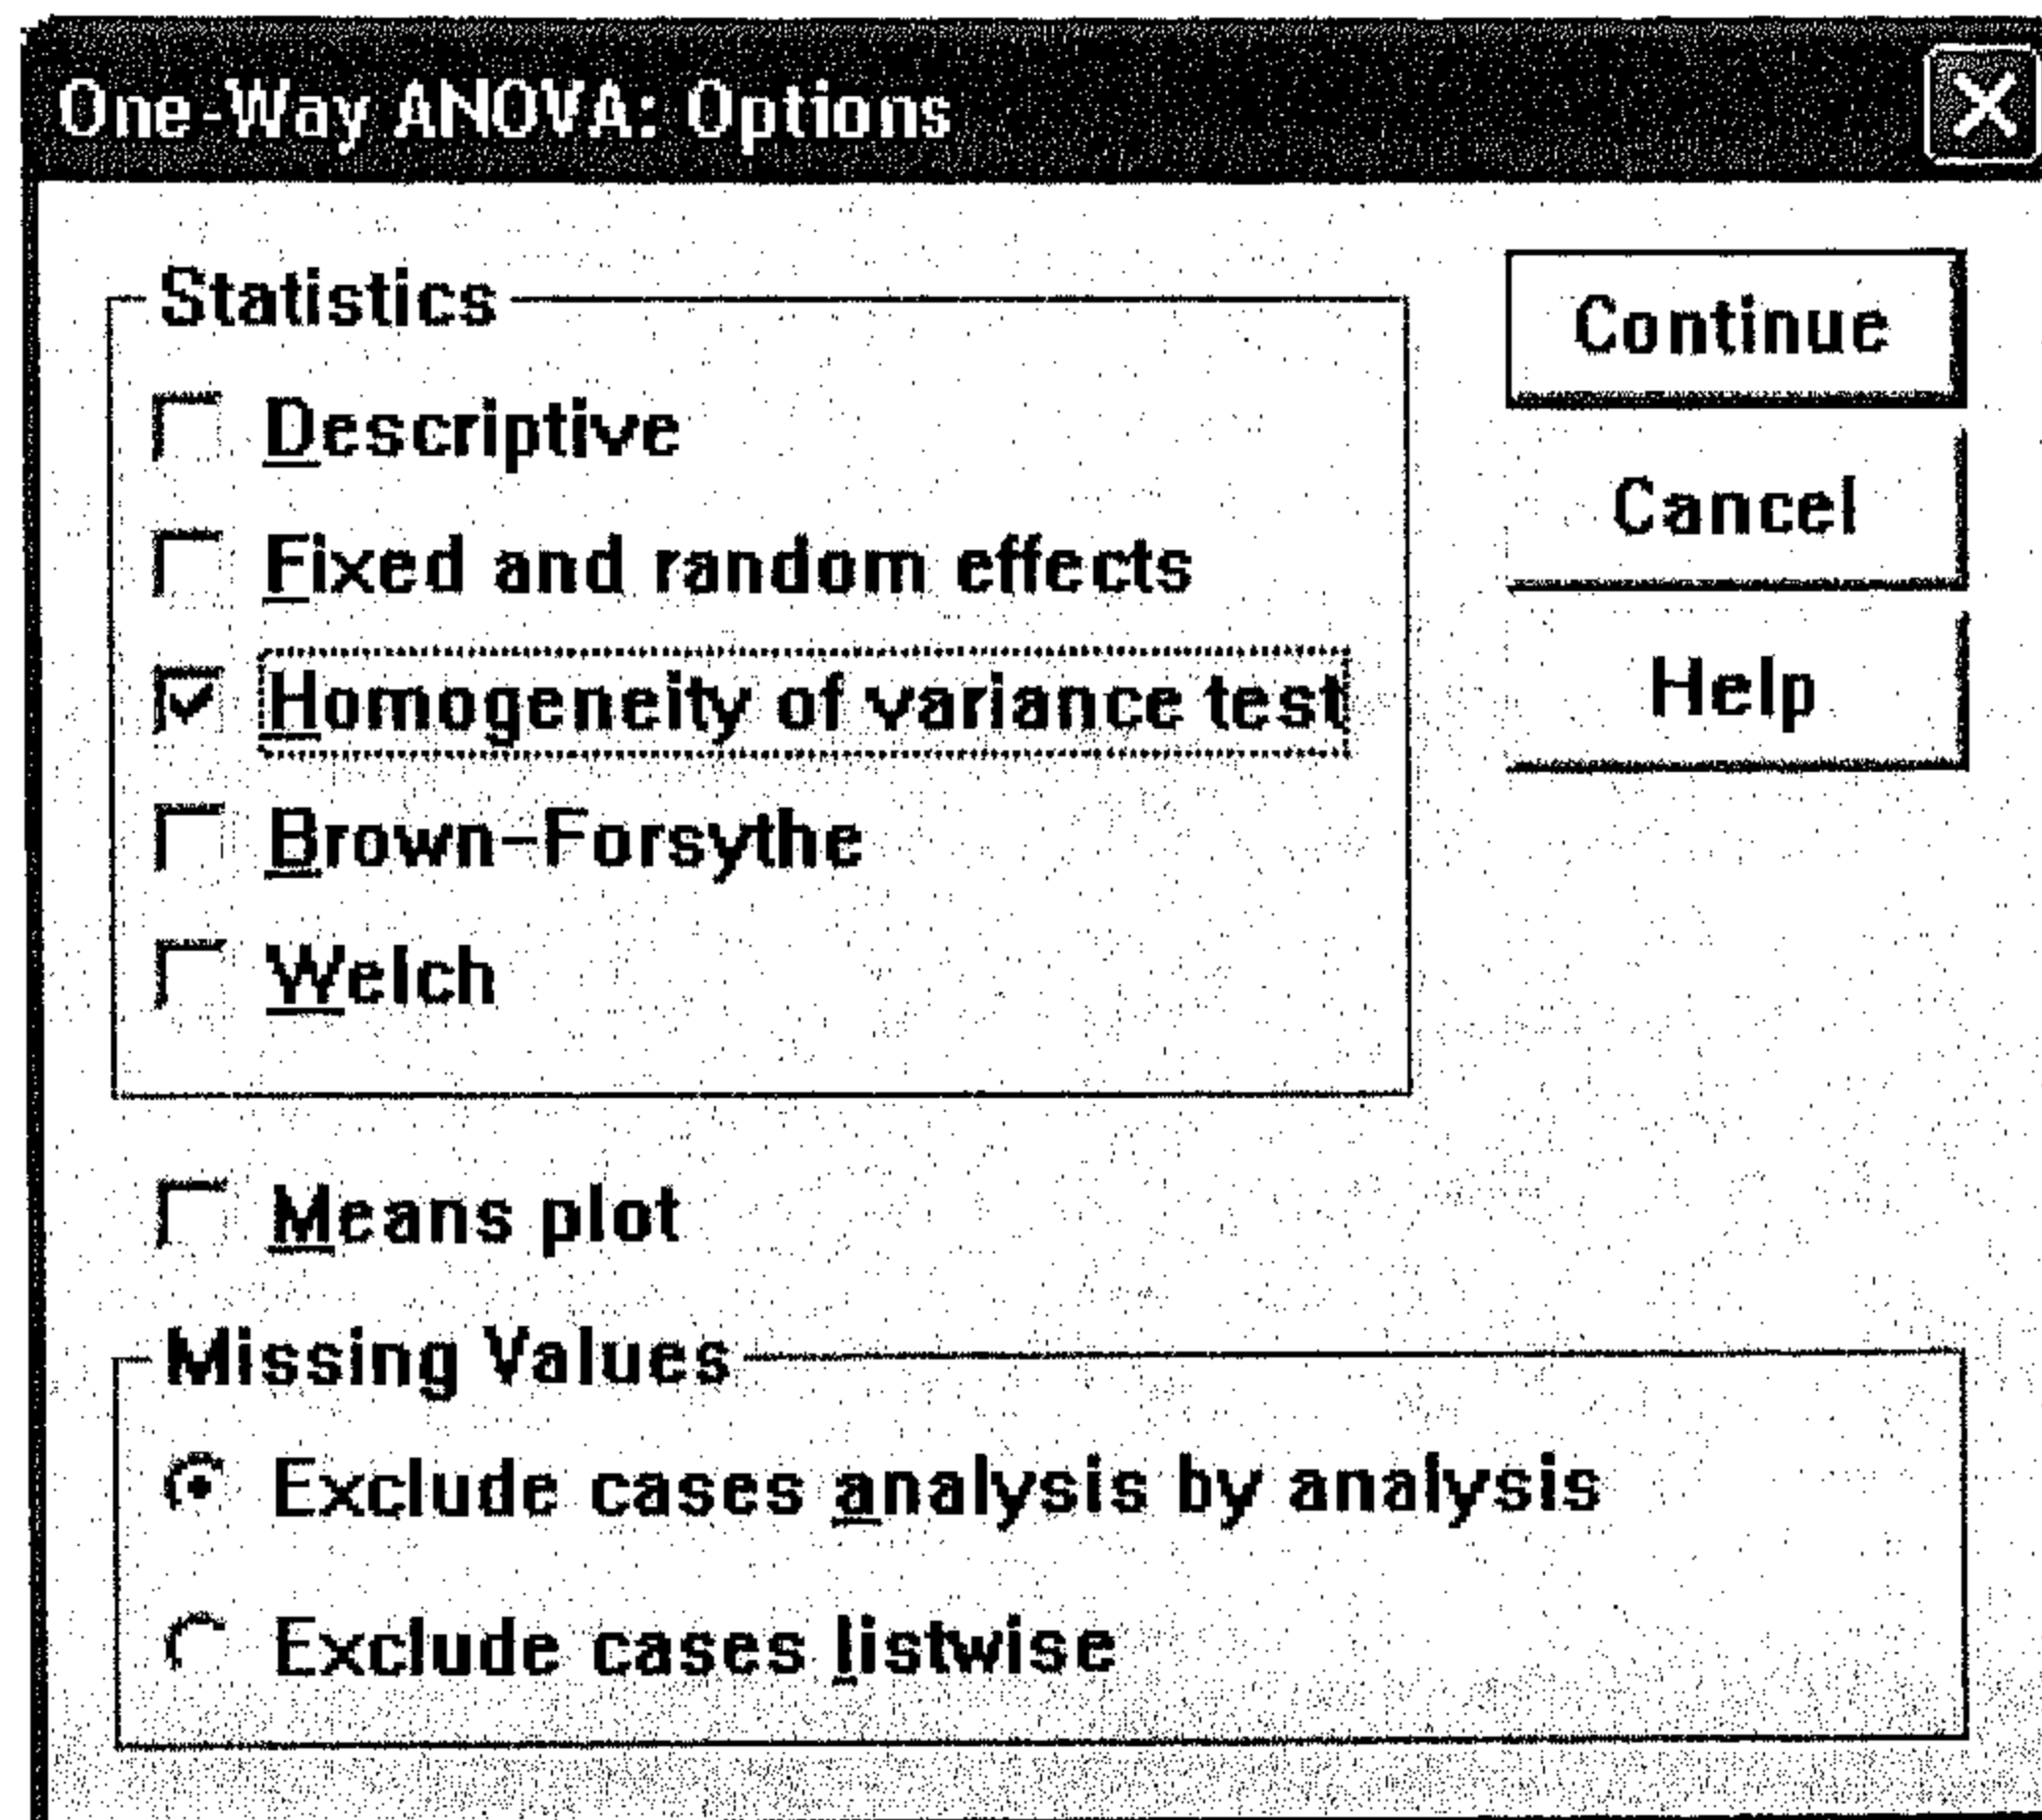 One-Way ANOVA: Options
Statistics
Descriptive
Fixed and random effects
Homogeneity of variance test
Brown-Forsythe
Welch
Continue
Cancel
Help
Means plot
Missing Values
Exclude cases analysis by analysis
Exclude cases listwise